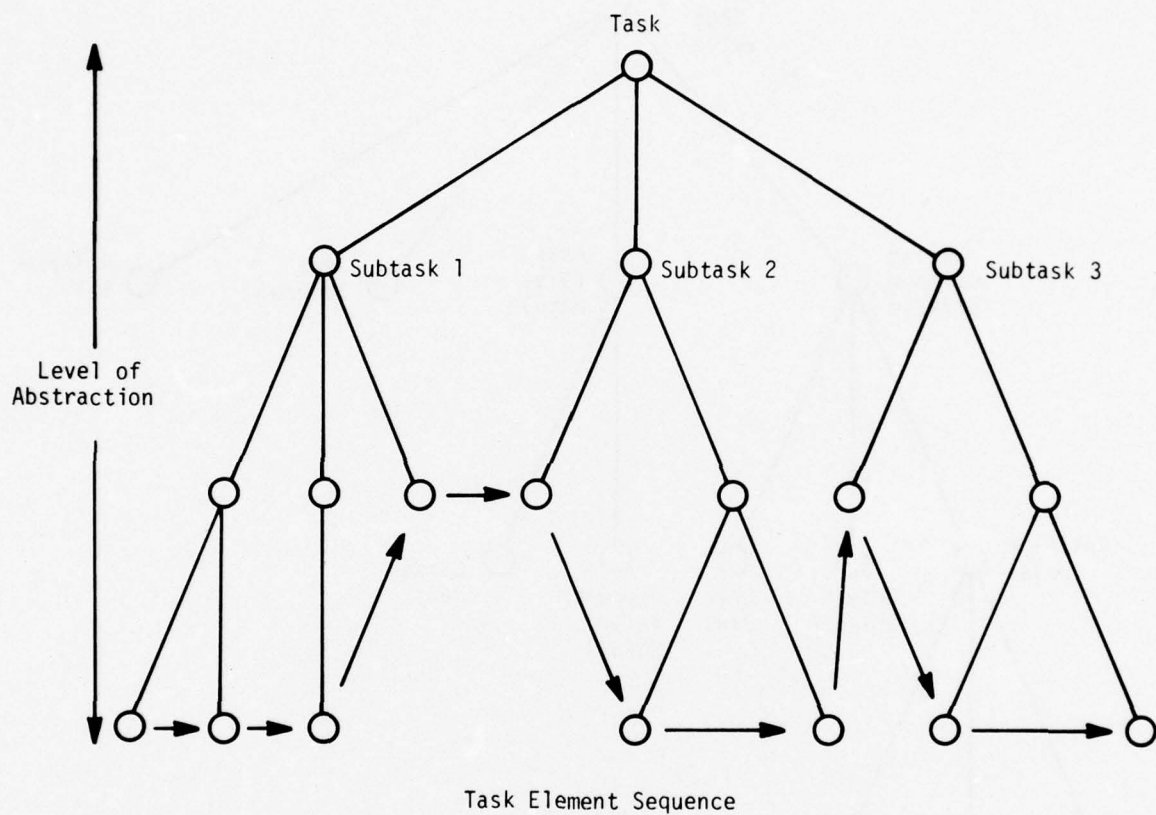 Task
Subtask 1
Subtask 2
Subtask 3
Level of
Abstraction
Task Element Sequence